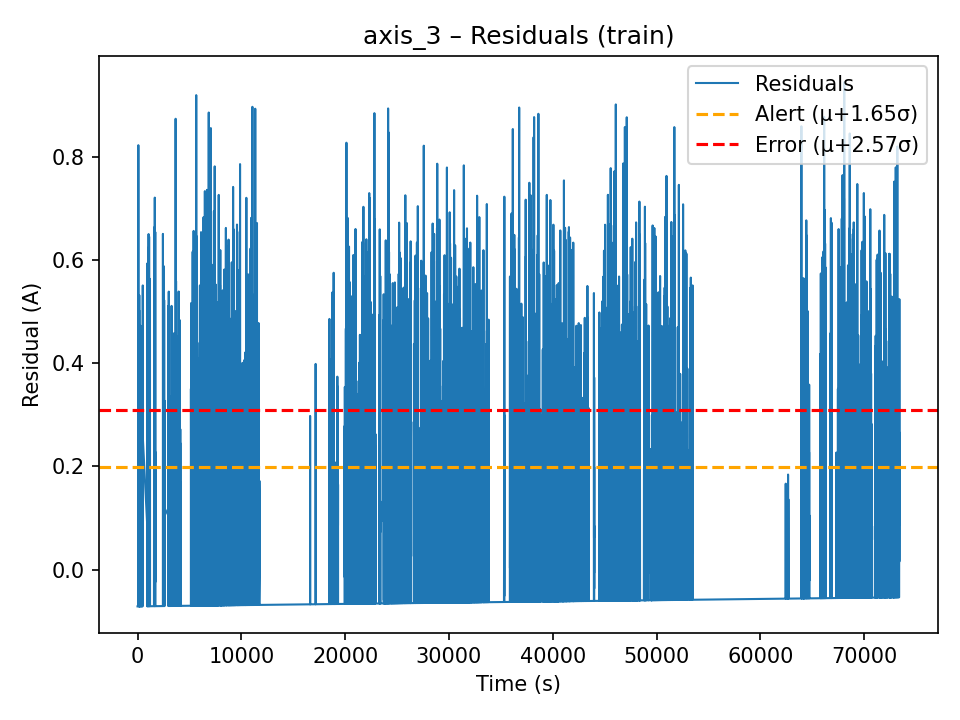 axis_3 – Residuals (train)
Residuals
Alert (μ+1.65σ)
Error (μ+2.57σ)
Residual (A)
0.8
0.6
0.4
0.2
0.0
0 10000 20000 30000 40000 50000 60000 70000
Time (s)